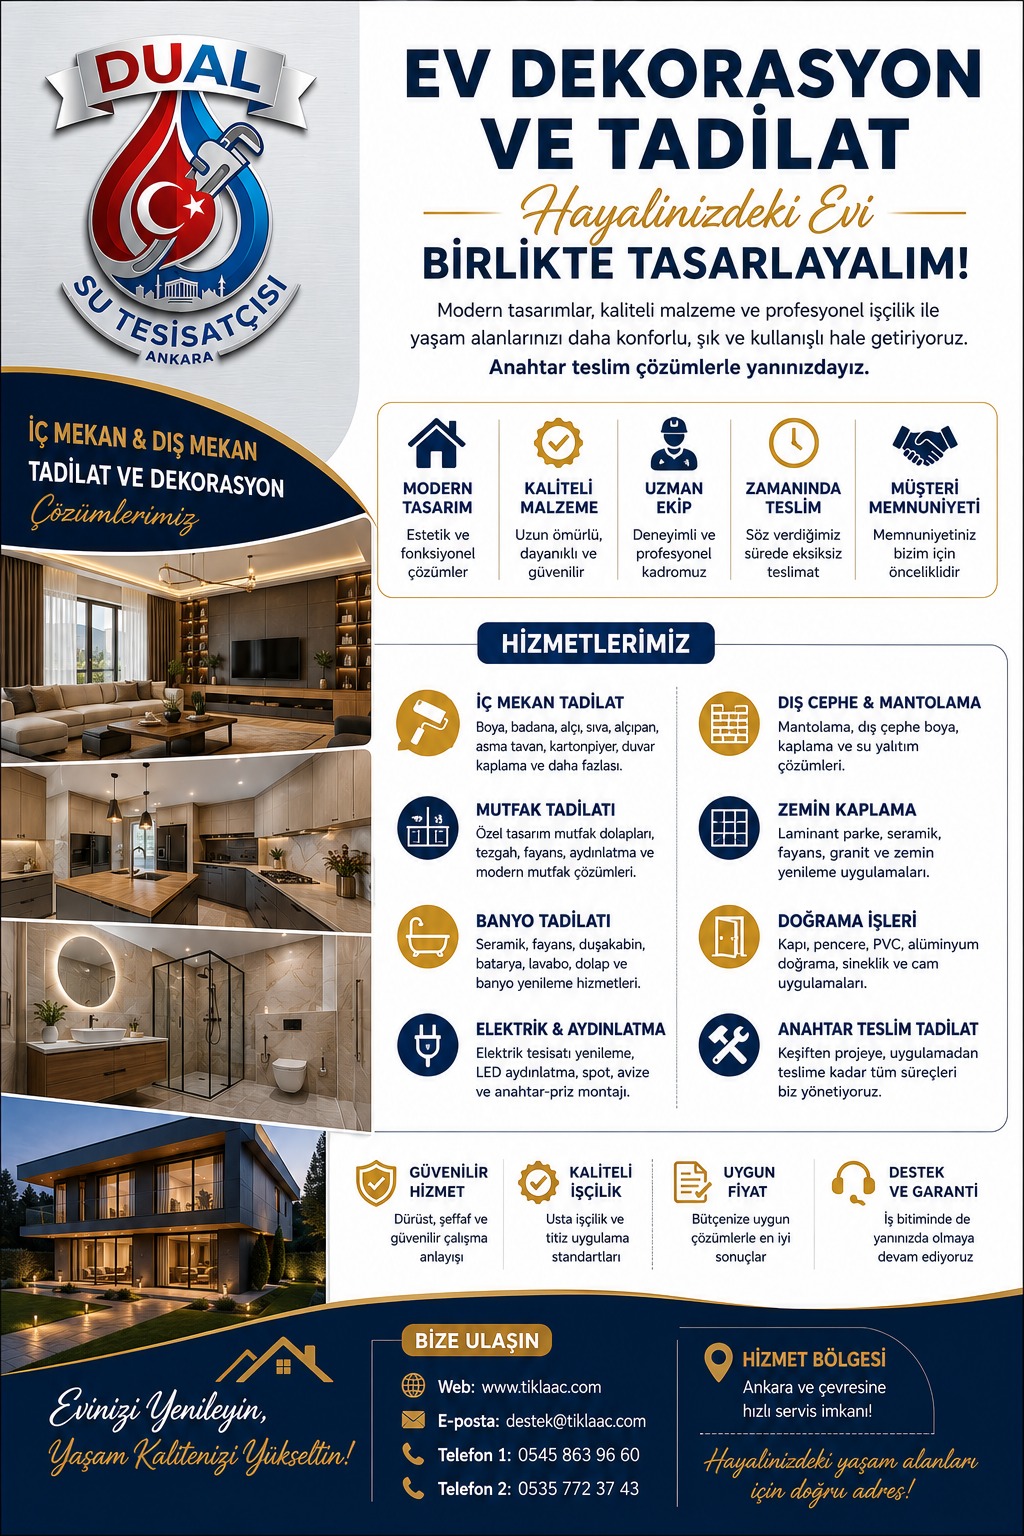 DUAL
SU TESİSATÇISI
ANKARA
EV DEKORASYON
VE TADİLAT
Hayalinizdeki Evi
BİRLİKTE TASARLAYALIM!
Modern tasarımlar, kaliteli malzeme ve profesyonel işçilik ile
yaşam alanlarınızı daha konforlu, şık ve kullanışlı hale getiriyoruz.
Anahtar teslim çözümlerle yanınızdayız.
İÇ MEKAN & DIŞ MEKAN
TADİLAT VE DEKORASYON
Çözümlerimiz
MODERN
TASARIM
Estetik ve
fonksiyonel
çözümler
KALİTELİ
MALZEME
Uzun ömürlü,
dayanıklı ve
güvenilir
UZMAN
EKİP
Deneyimli ve
profesyonel
kadromuz
ZAMANINDA
TESLİM
Söz verdiğimiz
sürede eksiksiz
teslimat
MÜŞTERİ
MEMNUNİYETİ
Memnuniyetiniz
bizim için
önceliklidir
HİZMETLERİMİZ
İÇ MEKAN TADİLAT
Boya, badana, alçı, sıva, alçıpan,
asma tavan, kartonpiyer, duvar
kaplama ve daha fazlası.
MUTFAK TADİLATI
Özel tasarım mutfak dolapları,
tezgah, fayans, aydınlatma ve
modern mutfak çözümleri.
BANYO TADİLATI
Seramik, fayans, duşakabin,
batarya, lavabo, dolap ve
banyo yenileme hizmetleri.
ELEKTRİK & AYDINLATMA
Elektrik tesisatı yenileme,
LED aydınlatma, spot, avize
ve anahtar-priz montajı.
DIŞ CEPHE & MANTOLAMA
Mantolama, dış cephe boya,
kaplama ve su yalıtım
çözümleri.
ZEMİN KAPLAMA
Laminant parke, seramik,
fayans, granit ve zemin
yenileme uygulamaları.
DOĞRAMA İŞLERİ
Kapı, pencere, PVC, alüminyum
doğrama, sineklik ve cam
uygulamaları.
ANAHTAR TESLİM TADİLAT
Keşiften projeye, uygulamadan
teslime kadar tüm süreçleri
biz yönetiyoruz.
GÜVENİLİR
HİZMET
Dürüst, şeffaf ve
güvenilir çalışma
anlayışı
KALİTELİ
İŞÇİLİK
Usta işçilik ve
titiz uygulama
standartları
UYGUN
FİYAT
Bütçenize uygun
çözümlerle en iyi
sonuçlar
DESTEK
VE GARANTİ
İş bitiminde de
yanınızda olmaya
devam ediyoruz
Evinizi Yenileyin,
Yaşam Kalitenizi Yükseltin!
BİZE ULAŞIN
Web: www.tiklaac.com
E-posta: destek@tiklaac.com
Telefon 1: 0545 863 96 60
Telefon 2: 0535 772 37 43
HİZMET BÖLGESİ
Ankara ve çevresine
hızlı servis imkanı!
Hayalinizdeki yaşam alanları
için doğru adres!